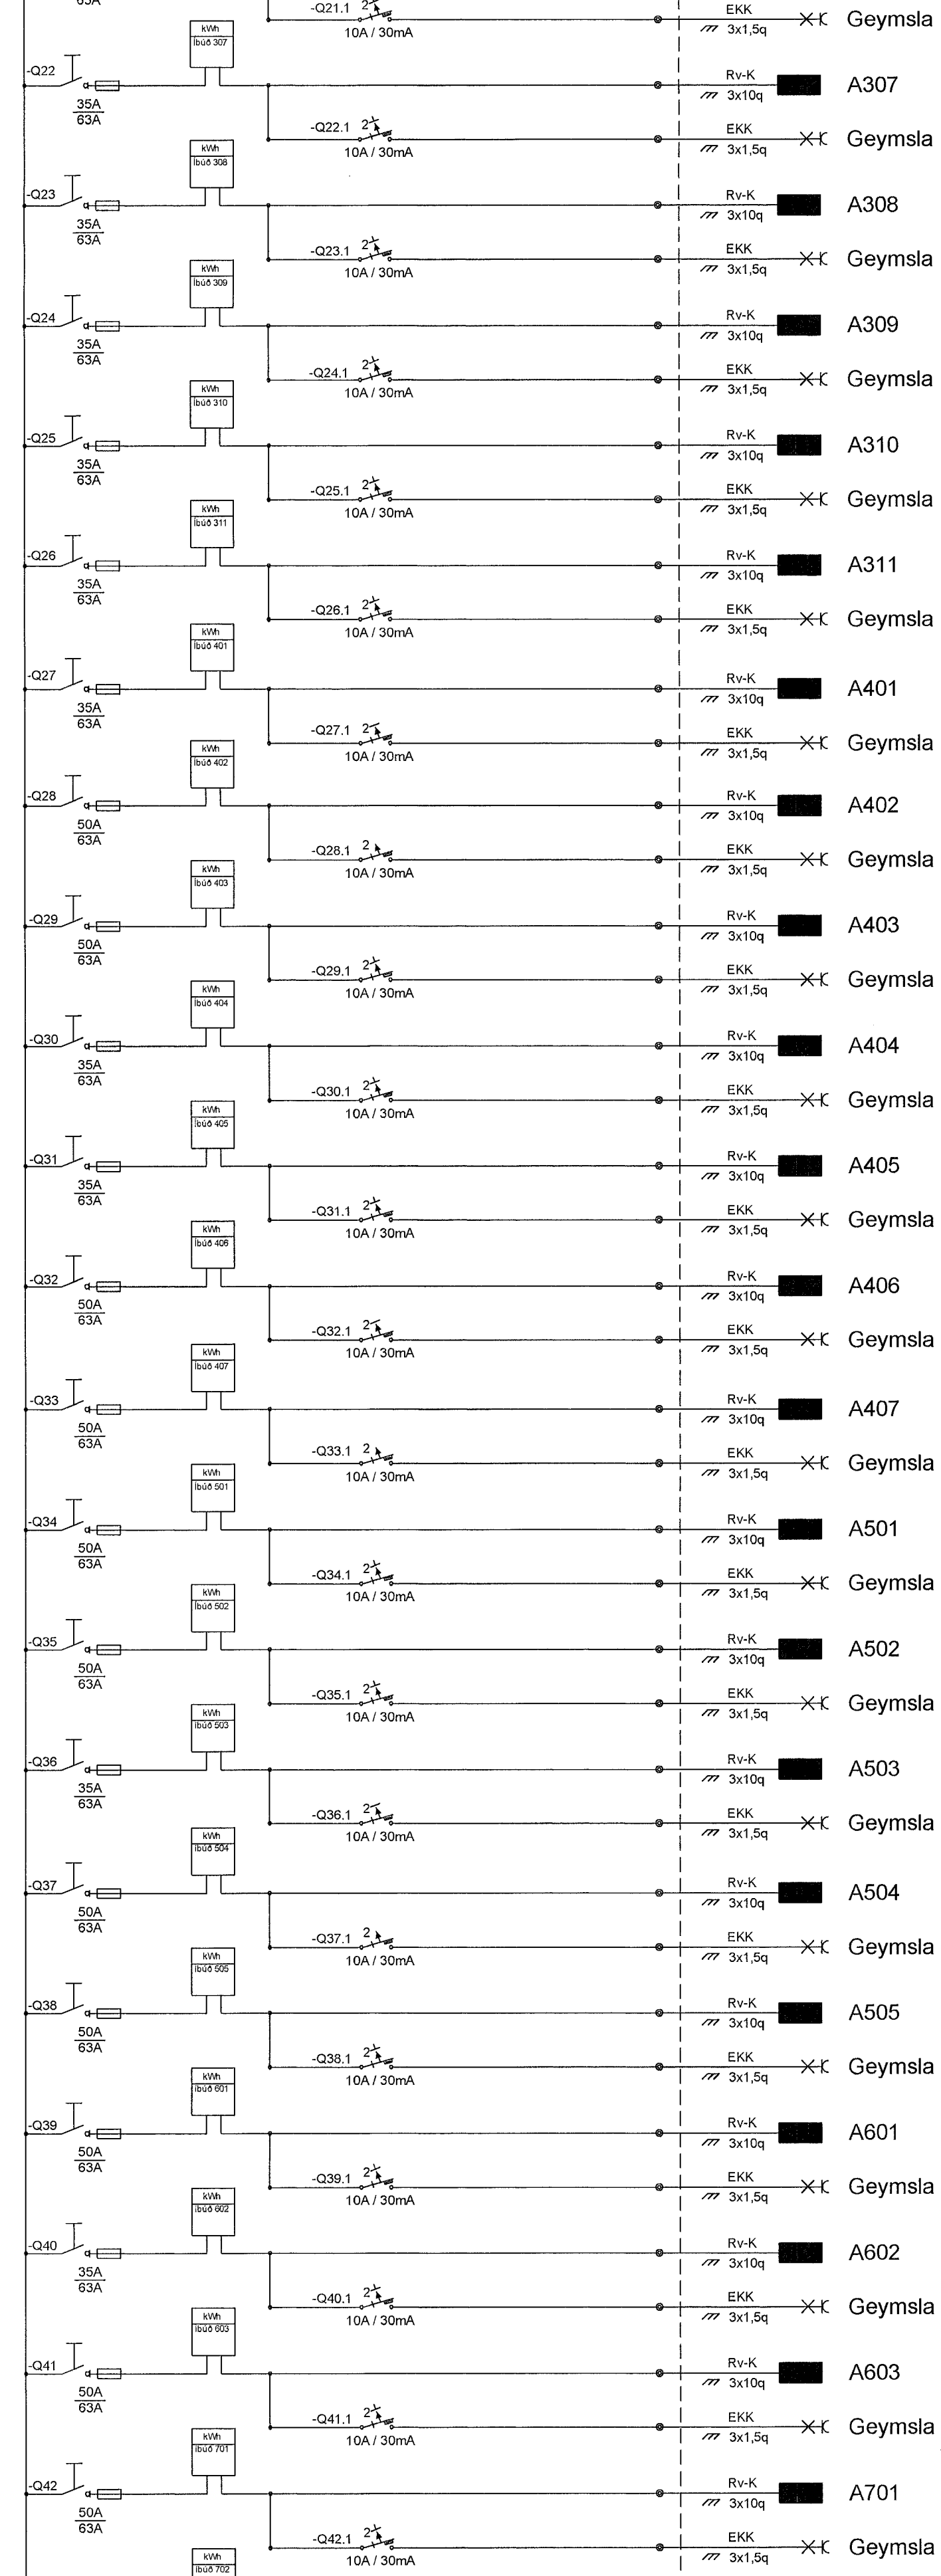 63A
-Q21.1 2 EKK Geymsla
10A / 30mA 3x1,5q
kWh
Íbúð 307
-Q22 Rv-K A307
35A 3x10q
63A
-Q22.1 2 EKK Geymsla
10A / 30mA 3x1,5q
kWh
Íbúð 308
-Q23 Rv-K A308
35A 3x10q
63A
-Q23.1 2 EKK Geymsla
10A / 30mA 3x1,5q
kWh
Íbúð 309
-Q24 Rv-K A309
35A 3x10q
63A
-Q24.1 2 EKK Geymsla
10A / 30mA 3x1,5q
kWh
Íbúð 310
-Q25 Rv-K A310
35A 3x10q
63A
-Q25.1 2 EKK Geymsla
10A / 30mA 3x1,5q
kWh
Íbúð 311
-Q26 Rv-K A311
35A 3x10q
63A
-Q26.1 2 EKK Geymsla
10A / 30mA 3x1,5q
kWh
Íbúð 401
-Q27 Rv-K A401
35A 3x10q
63A
-Q27.1 2 EKK Geymsla
10A / 30mA 3x1,5q
kWh
Íbúð 402
-Q28 Rv-K A402
50A 3x10q
63A
-Q28.1 2 EKK Geymsla
10A / 30mA 3x1,5q
kWh
Íbúð 403
-Q29 Rv-K A403
50A 3x10q
63A
-Q29.1 2 EKK Geymsla
10A / 30mA 3x1,5q
kWh
Íbúð 404
-Q30 Rv-K A404
35A 3x10q
63A
-Q30.1 2 EKK Geymsla
10A / 30mA 3x1,5q
kWh
Íbúð 405
-Q31 Rv-K A405
35A 3x10q
63A
-Q31.1 2 EKK Geymsla
10A / 30mA 3x1,5q
kWh
Íbúð 406
-Q32 Rv-K A406
50A 3x10q
63A
-Q32.1 2 EKK Geymsla
10A / 30mA 3x1,5q
kWh
Íbúð 407
-Q33 Rv-K A407
50A 3x10q
63A
-Q33.1 2 EKK Geymsla
10A / 30mA 3x1,5q
kWh
Íbúð 501
-Q34 Rv-K A501
50A 3x10q
63A
-Q34.1 2 EKK Geymsla
10A / 30mA 3x1,5q
kWh
Íbúð 502
-Q35 Rv-K A502
50A 3x10q
63A
-Q35.1 2 EKK Geymsla
10A / 30mA 3x1,5q
kWh
Íbúð 503
-Q36 Rv-K A503
35A 3x10q
63A
-Q36.1 2 EKK Geymsla
10A / 30mA 3x1,5q
kWh
Íbúð 504
-Q37 Rv-K A504
50A 3x10q
63A
-Q37.1 2 EKK Geymsla
10A / 30mA 3x1,5q
kWh
Íbúð 505
-Q38 Rv-K A505
50A 3x10q
63A
-Q38.1 2 EKK Geymsla
10A / 30mA 3x1,5q
kWh
Íbúð 601
-Q39 Rv-K A601
50A 3x10q
63A
-Q39.1 2 EKK Geymsla
10A / 30mA 3x1,5q
kWh
Íbúð 602
-Q40 Rv-K A602
35A 3x10q
63A
-Q40.1 2 EKK Geymsla
10A / 30mA 3x1,5q
kWh
Íbúð 603
-Q41 Rv-K A603
50A 3x10q
63A
-Q41.1 2 EKK Geymsla
10A / 30mA 3x1,5q
kWh
Íbúð 701
-Q42 Rv-K A701
50A 3x10q
63A
-Q42.1 2 EKK Geymsla
10A / 30mA 3x1,5q
kWh
Íbúð 702